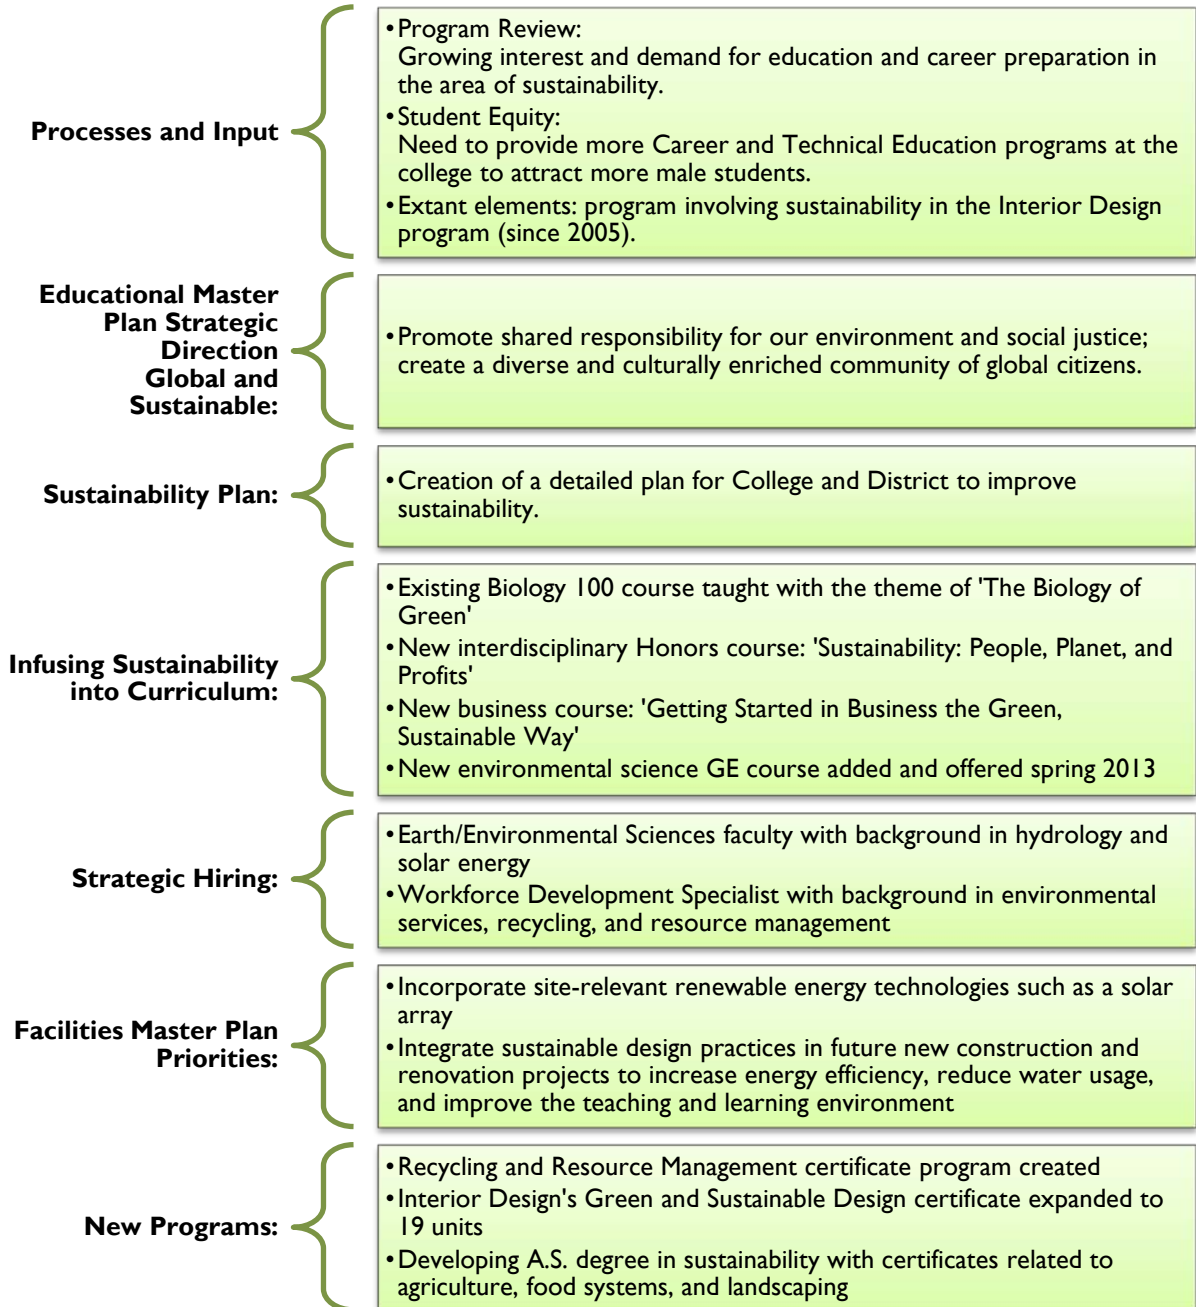 Processes and Input
•Program Review:
Growing interest and demand for education and career preparation in
the area of sustainability.
•Student Equity:
Need to provide more Career and Technical Education programs at the
college to attract more male students.
•Extant elements: program involving sustainability in the Interior Design
program (since 2005).
Educational Master
Plan Strategic
Direction
Global and
Sustainable:
•Promote shared responsibility for our environment and social justice;
create a diverse and culturally enriched community of global citizens.
Sustainability Plan:
•Creation of a detailed plan for College and District to improve
sustainability.
Infusing Sustainability
into Curriculum:
•Existing Biology 100 course taught with the theme of 'The Biology of
Green'
•New interdisciplinary Honors course: 'Sustainability: People, Planet, and
Profits'
•New business course: 'Getting Started in Business the Green,
Sustainable Way'
•New environmental science GE course added and offered spring 2013
Strategic Hiring:
•Earth/Environmental Sciences faculty with background in hydrology and
solar energy
•Workforce Development Specialist with background in environmental
services, recycling, and resource management
Facilities Master Plan
Priorities:
•Incorporate site-relevant renewable energy technologies such as a solar
array
•Integrate sustainable design practices in future new construction and
renovation projects to increase energy efficiency, reduce water usage,
and improve the teaching and learning environment
New Programs:
•Recycling and Resource Management certificate program created
•Interior Design's Green and Sustainable Design certificate expanded to
19 units
•Developing A.S. degree in sustainability with certificates related to
agriculture, food systems, and landscaping